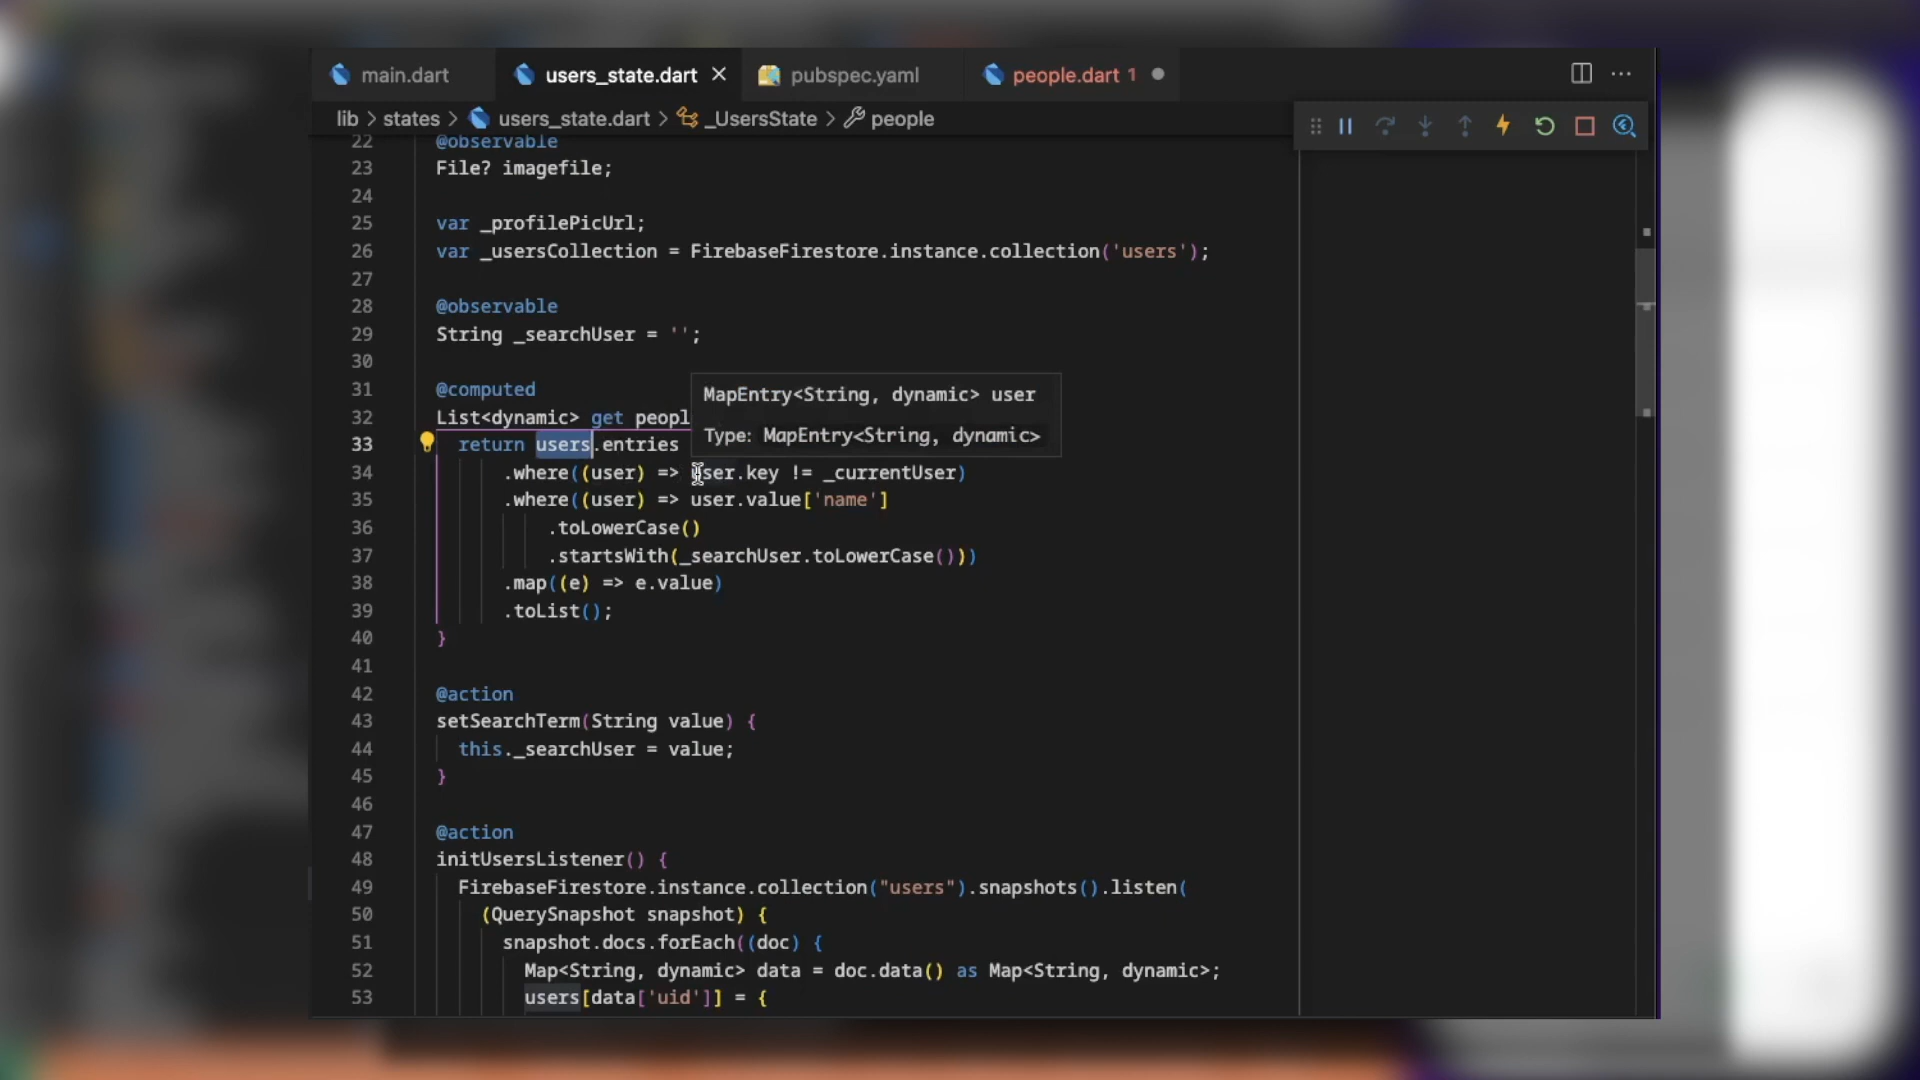 main.dart
users_state.dart
pubspec.yaml
people.dart 1
lib > states > users_state.dart > _UsersState > people
22 @observable
23 File? imagefile;
24
25 var _profilePicUrl;
26 var _usersCollection = FirebaseFirestore.instance.collection('users');
27
28 @observable
29 String _searchUser = '';
30
31 @computed
MapEntry<String, dynamic> user
32 List<dynamic> get peopl
Type: MapEntry<String, dynamic>
33 return users.entries
34 .where((user) => user.key != _currentUser)
35 .where((user) => user.value['name']
36 .toLowerCase()
37 .startsWith(_searchUser.toLowerCase()))
38 .map((e) => e.value)
39 .toList();
40 }
41
42 @action
43 setSearchTerm(String value) {
44 this._searchUser = value;
45 }
46
47 @action
48 initUsersListener() {
49 FirebaseFirestore.instance.collection("users").snapshots().listen(
50 (QuerySnapshot snapshot) {
51 snapshot.docs.forEach((doc) {
52 Map<String, dynamic> data = doc.data() as Map<String, dynamic>;
53 users[data['uid']] = {